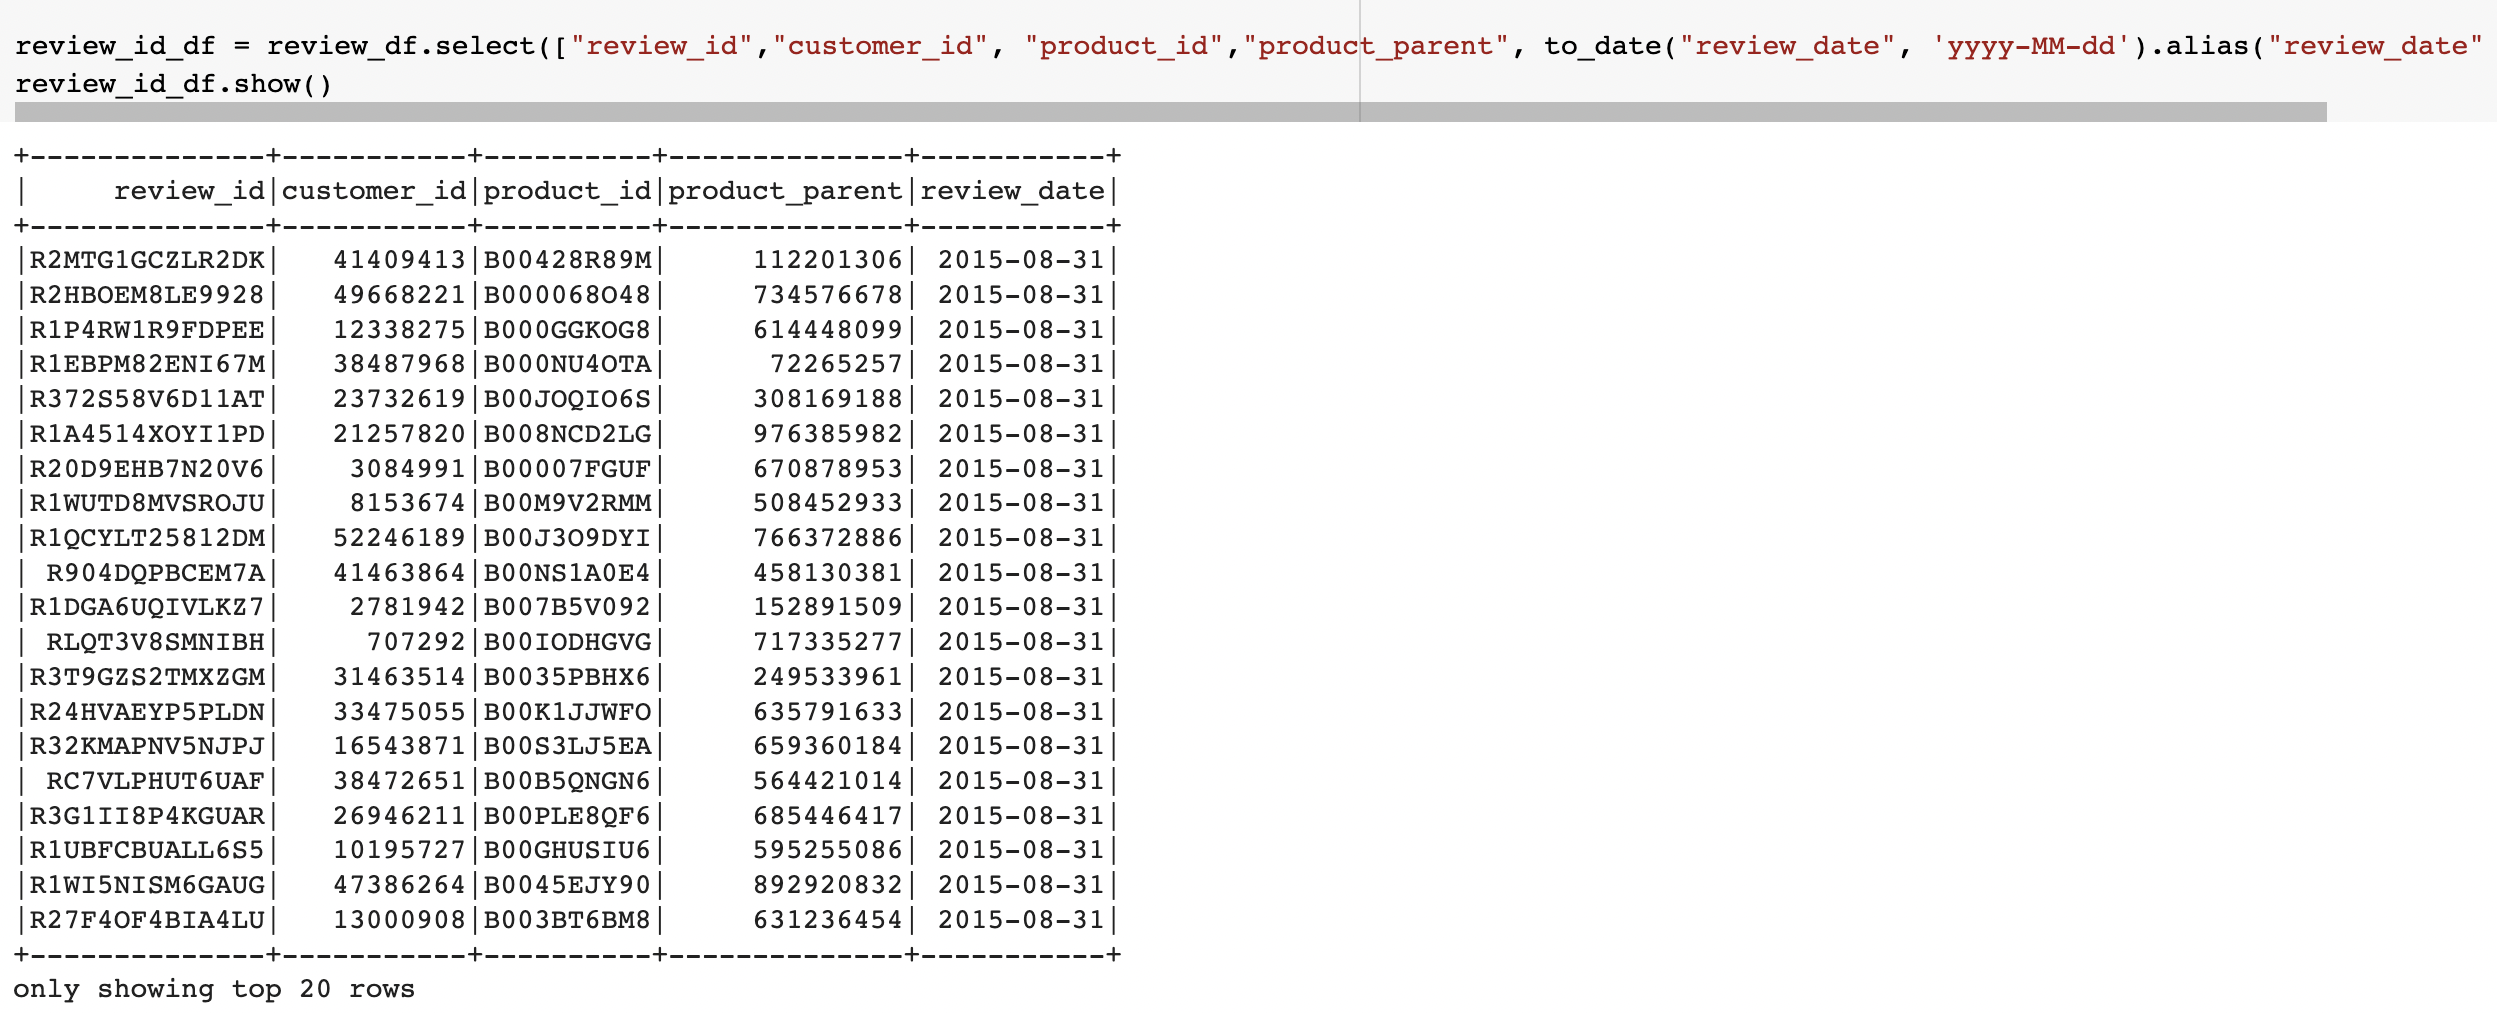 review_id_df = review_df.select(["review_id","customer_id", "product_id","product_parent", to_date("review_date", 'yyyy-MM-dd').alias("review_date"
review_id_df.show()
+--------------+-----------+----------+--------------+-----------+
|     review_id|customer_id|product_id|product_parent|review_date|
+--------------+-----------+----------+--------------+-----------+
|R2MTG1GCZLR2DK|   41409413|B00428R89M|     112201306| 2015-08-31|
|R2HBOEM8LE9928|   49668221|B000068O48|     734576678| 2015-08-31|
|R1P4RW1R9FDPEE|   12338275|B000GGKOG8|     614448099| 2015-08-31|
|R1EBPM82ENI67M|   38487968|B000NU4OTA|      72265257| 2015-08-31|
|R372S58V6D11AT|   23732619|B00JOQIO6S|     308169188| 2015-08-31|
|R1A4514XOYI1PD|   21257820|B008NCD2LG|     976385982| 2015-08-31|
|R20D9EHB7N20V6|    3084991|B00007FGUF|     670878953| 2015-08-31|
|R1WUTD8MVSROJU|    8153674|B00M9V2RMM|     508452933| 2015-08-31|
|R1QCYLT25812DM|   52246189|B00J3O9DYI|     766372886| 2015-08-31|
| R904DQPBCEM7A|   41463864|B00NS1A0E4|     458130381| 2015-08-31|
|R1DGA6UQIVLKZ7|    2781942|B007B5V092|     152891509| 2015-08-31|
| RLQT3V8SMNIBH|     707292|B00IODHGVG|     717335277| 2015-08-31|
|R3T9GZS2TMXZGM|   31463514|B0035PBHX6|     249533961| 2015-08-31|
|R24HVAEYP5PLDN|   33475055|B00K1JJWFO|     635791633| 2015-08-31|
|R32KMAPNV5NJPJ|   16543871|B00S3LJ5EA|     659360184| 2015-08-31|
| RC7VLPHUT6UAF|   38472651|B00B5QNGN6|     564421014| 2015-08-31|
|R3G1II8P4KGUAR|   26946211|B00PLE8QF6|     685446417| 2015-08-31|
|R1UBFCBUALL6S5|   10195727|B00GHUSIU6|     595255086| 2015-08-31|
|R1WI5NISM6GAUG|   47386264|B0045EJY90|     892920832| 2015-08-31|
|R27F4OF4BIA4LU|   13000908|B003BT6BM8|     631236454| 2015-08-31|
+--------------+-----------+----------+--------------+-----------+
only showing top 20 rows